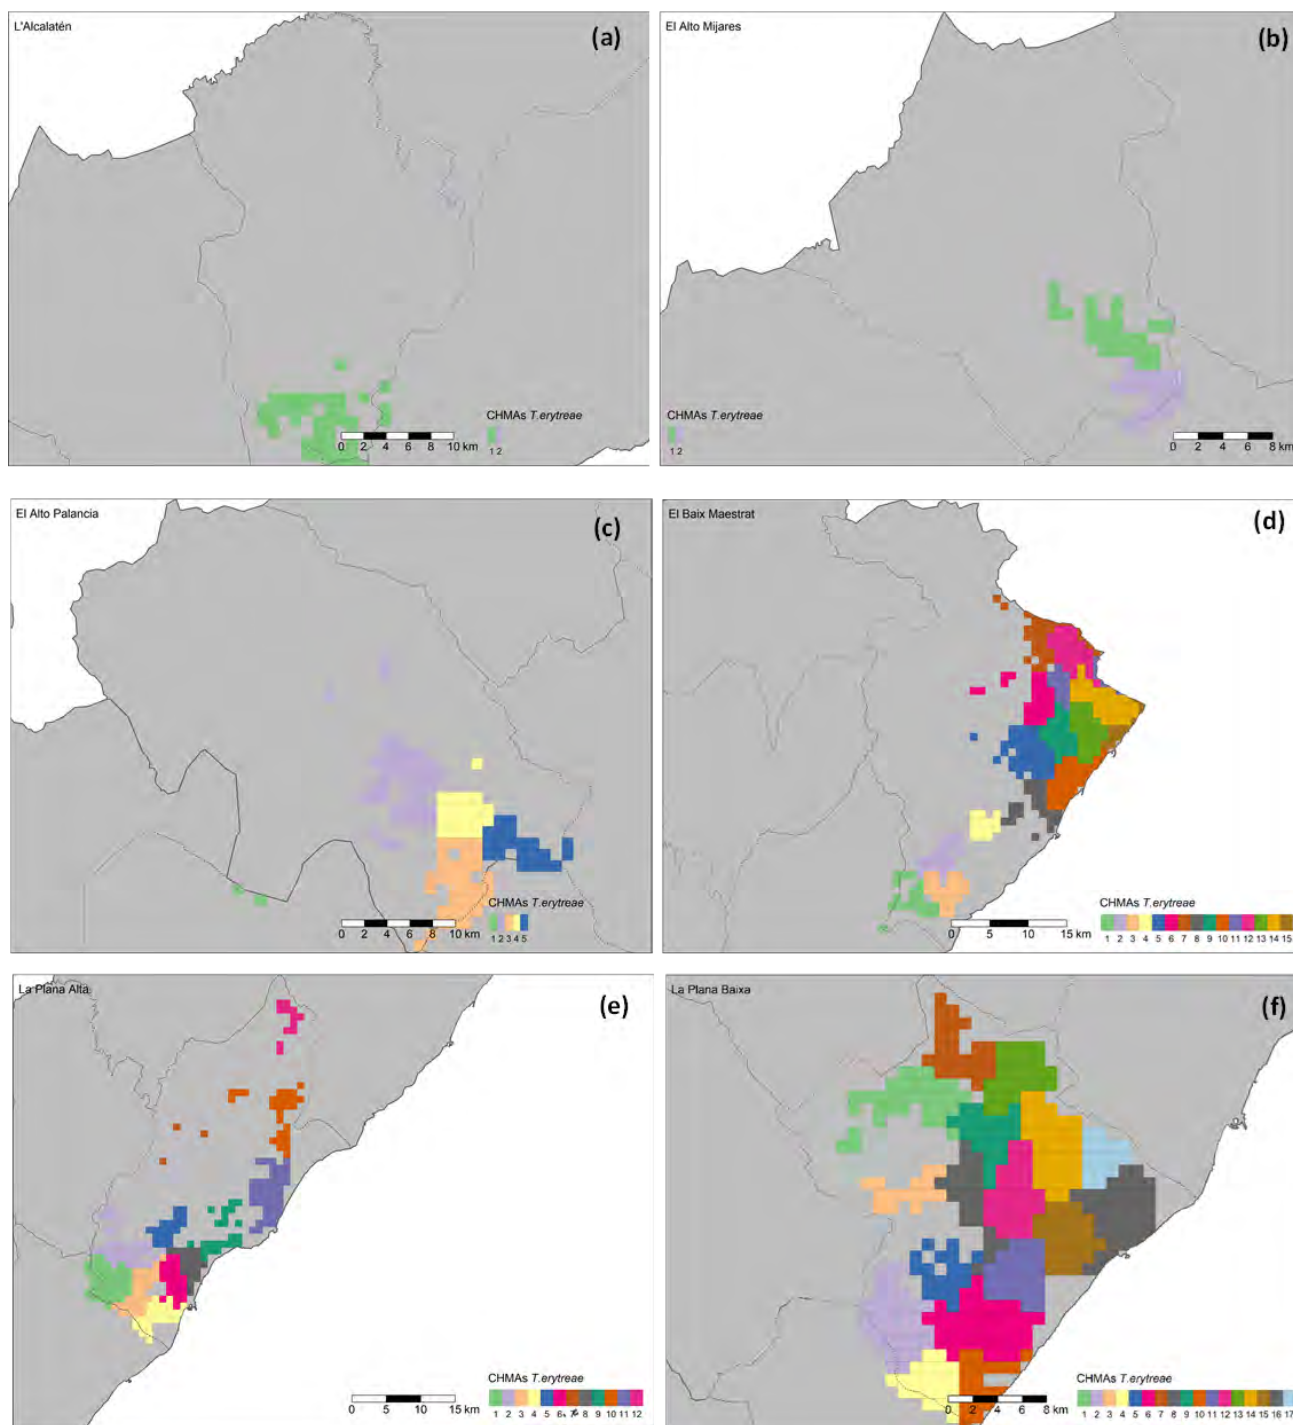 L'Alcalatén
(a)
CHMAs T.erytreae
1 2
0 2 4 6 8 10 km
El Alto Mijares
(b)
CHMAs T.erytreae
1 2
0 2 4 6 8 km
El Alto Palancia
(c)
CHMAs T.erytreae
1 2 3 4 5
0 2 4 6 8 10 km
El Baix Maestrat
(d)
CHMAs T.erytreae
1 2 3 4 5 6 7 8 9 10 11 12 13 14 15
0 5 10 15 km
La Plana Alta
(e)
CHMAs T.erytreae
1 2 3 4 5 6 7 8 9 10 11 12
0 5 10 15 km
La Plana Baixa
(f)
CHMAs T.erytreae
1 2 3 4 5 6 7 8 9 10 11 12 13 14 15 16 17
0 2 4 6 8 km